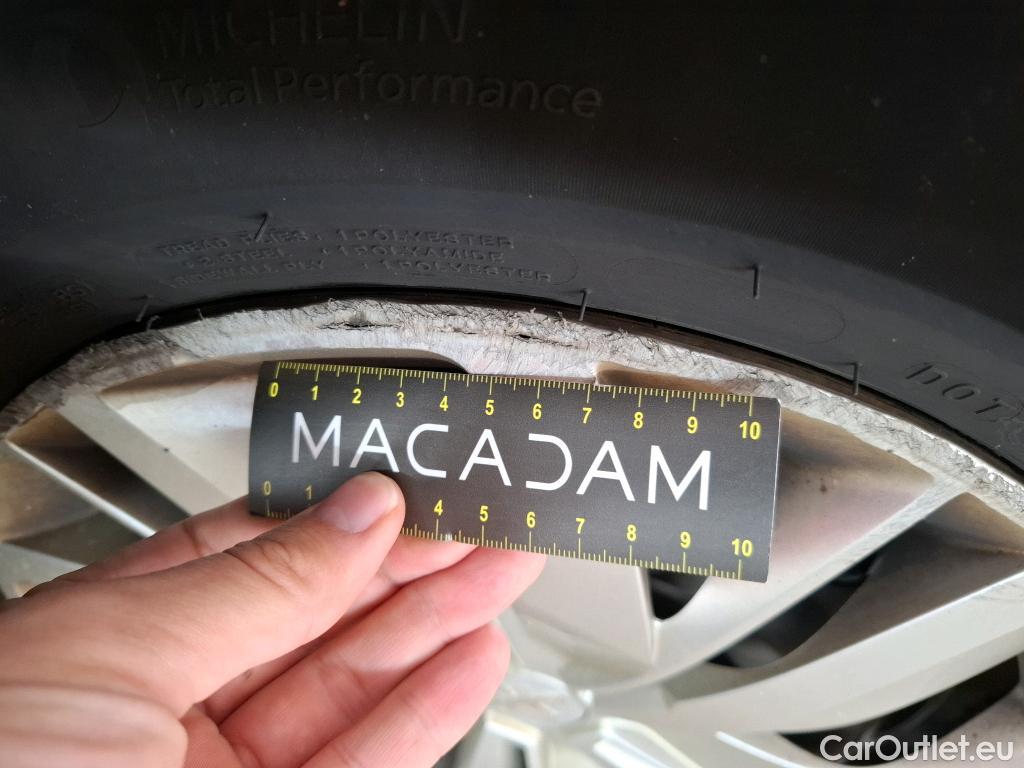 MICHELIN
Total Performance
TREAD PLIES: 1 POLYESTER
+ 2 STEEL + 1 POLYAMIDE
SIDEWALL PLY + 1 POLYESTER
DOT
0 1 2 3 4 5 6 7 8 9 10
MACADAM
0 1 4 5 6 7 8 9 10
CarOutlet.eu